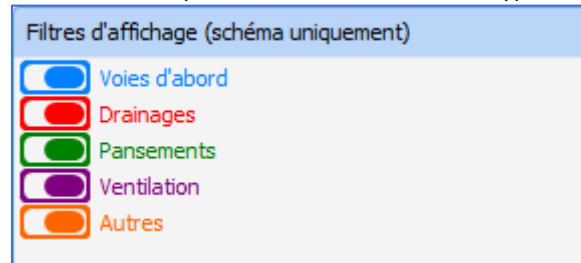 Filtres d'affichage (schéma uniquement)
Voies d'abord
Drainages
Pansements
Ventilation
Autres